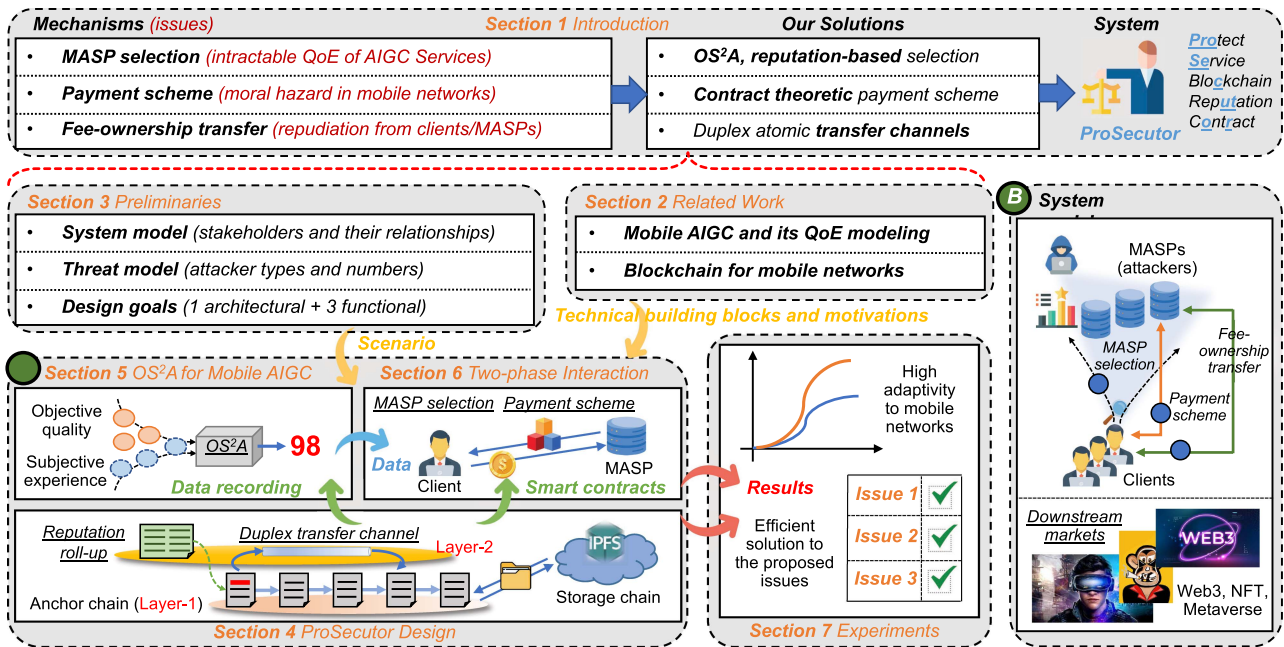 Mechanisms (issues)
Section 1 Introduction
Our Solutions
System
• MASP selection (intractable QoE of AIGC Services)
• Payment scheme (moral hazard in mobile networks)
• Fee-ownership transfer (repudiation from clients/MASPs)
• OS²A, reputation-based selection
• Contract theoretic payment scheme
• Duplex atomic transfer channels
ProSecutor
Protect
Service
Blockchain
Reputation
Contract
Section 3 Preliminaries
• System model (stakeholders and their relationships)
• Threat model (attacker types and numbers)
• Design goals (1 architectural + 3 functional)
Section 2 Related Work
• Mobile AIGC and its QoE modeling
• Blockchain for mobile networks
Scenario
Technical building blocks and motivations
Section 5 OS²A for Mobile AIGC
Objective
quality
Subjective
experience
OS²A
98
Data recording
Data
Section 6 Two-phase Interaction
MASP selection
Payment scheme
Client
MASP
$
Smart contracts
Reputation
roll-up
Duplex transfer channel
Layer-2
Anchor chain (Layer-1)
IPFS
Storage chain
Section 4 ProSecutor Design
High
adaptivity
to mobile
networks
Results
Efficient
solution to
the proposed
issues
Issue 1
Issue 2
Issue 3
Section 7 Experiments
B
System
MASPs
(attackers)
MASP
selection
Fee-
ownership
transfer
Payment
scheme
Clients
Downstream
markets
WEB3
Web3, NFT,
Metaverse